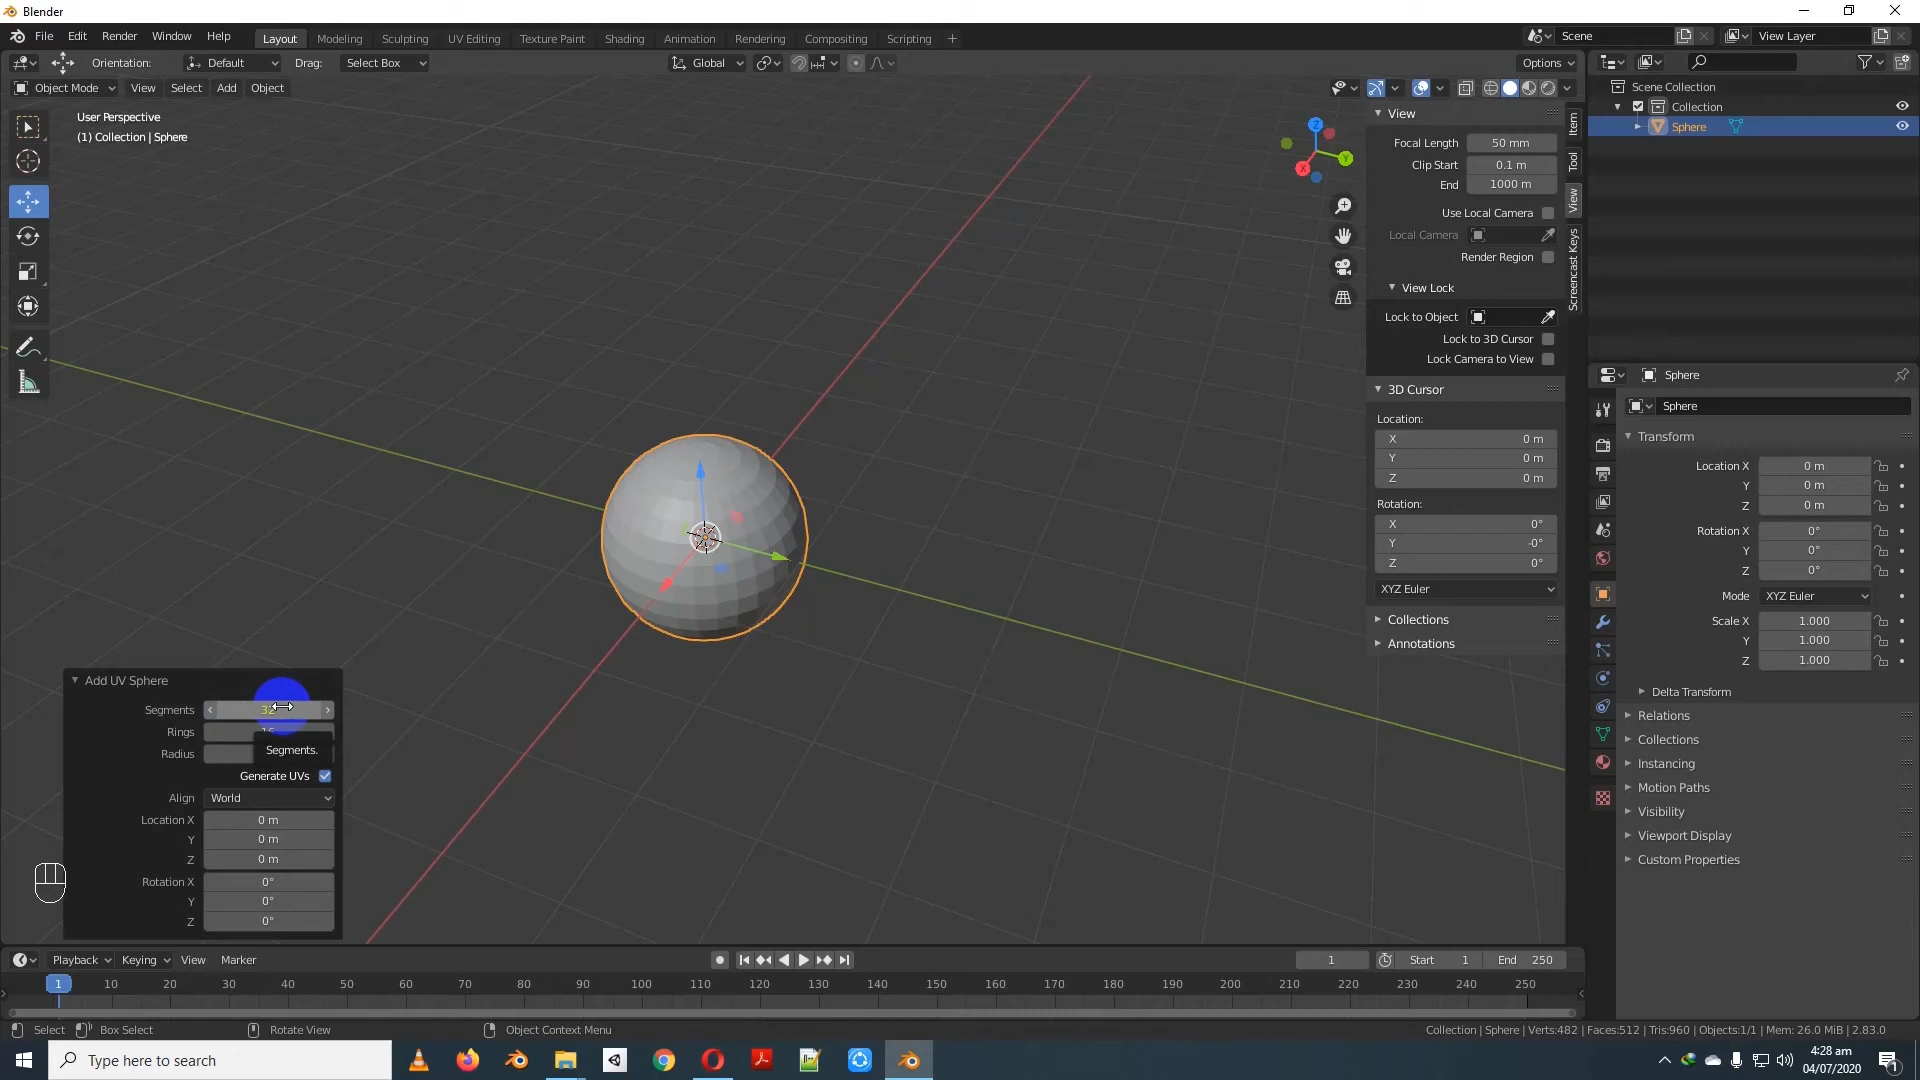 Blender
File Edit Render Window Help Layout Modeling Sculpting UV Editing Texture Paint Shading Animation Rendering Compositing Scripting + Scene View Layer
Orientation: Default Drag: Select Box Global Options
Object Mode View Select Add Object
User Perspective
(1) Collection | Sphere
X
Y
Z
View
Focal Length 50 mm
Clip Start 0.1 m
End 1000 m
Use Local Camera
Local Camera
Render Region
View Lock
Lock to Object
Lock to 3D Cursor
Lock Camera to View
3D Cursor
Location:
X 0 m
Y 0 m
Z 0 m
Rotation:
X 0°
Y -0°
Z 0°
XYZ Euler
Collections
Annotations
Item
Tool
View
Screencast Keys
Scene Collection
Collection
Sphere
Sphere
Sphere
Transform
Location X 0 m
Y 0 m
Z 0 m
Rotation X 0°
Y 0°
Z 0°
Mode XYZ Euler
Scale X 1.000
Y 1.000
Z 1.000
Delta Transform
Relations
Collections
Instancing
Motion Paths
Visibility
Viewport Display
Custom Properties
Add UV Sphere
Segments 32
Rings
Radius
Segments.
Generate UVs
Align World
Location X 0 m
Y 0 m
Z 0 m
Rotation X 0°
Y 0°
Z 0°
Playback Keying View Marker 1 Start 1 End 250
1 10 20 30 40 50 60 70 80 90 100 110 120 130 140 150 160 170 180 190 200 210 220 230 240 250
Select Box Select Rotate View Object Context Menu Collection | Sphere | Verts:482 | Faces:512 | Tris:960 | Objects:1/1 | Mem: 26.0 MiB | 2.83.0
Type here to search
4:28 am
04/07/2020
1